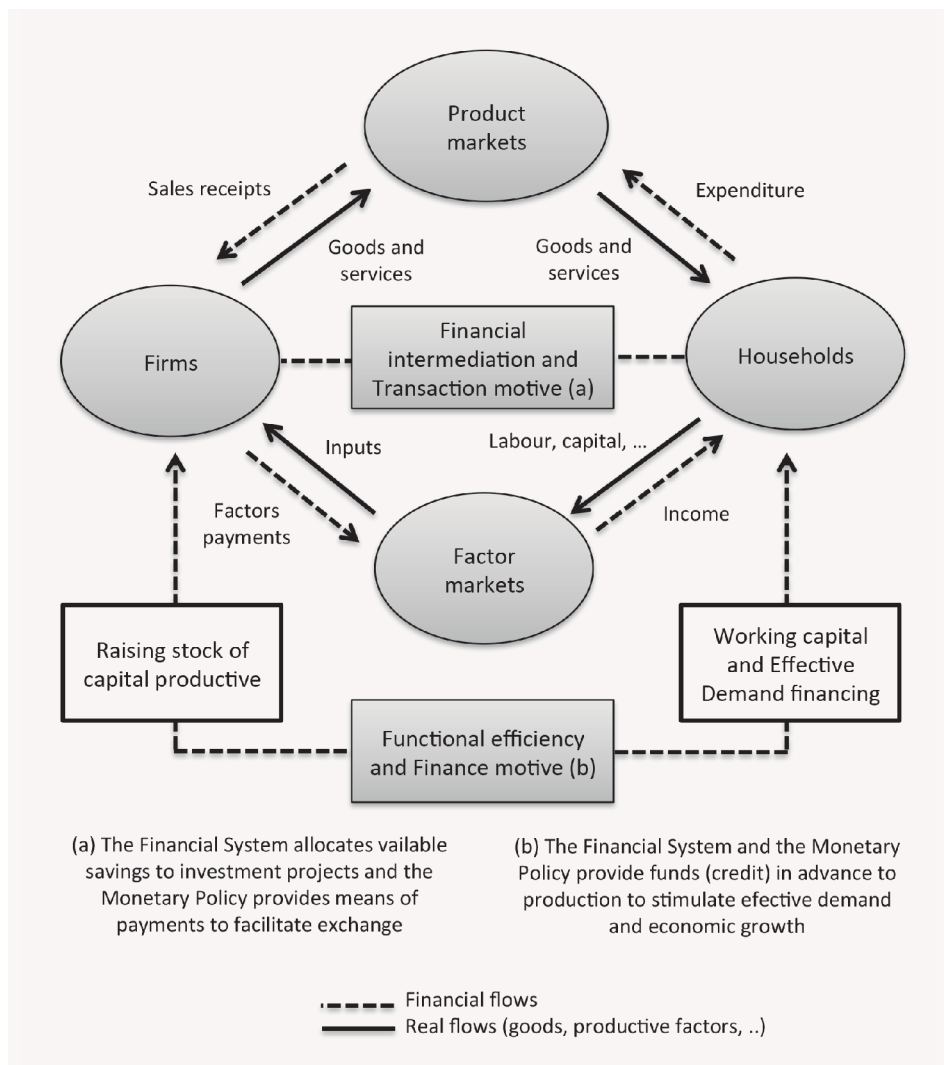 Product
markets
Sales receipts
Expenditure
Goods and
services
Goods and
services
Firms
Financial
intermediation and
Transaction motive (a)
Households
Inputs
Labour, capital, ...
Factors
payments
Income
Factor
markets
Raising stock of
capital productive
Working capital
and Effective
Demand financing
Functional efficiency
and Finance motive (b)
(a) The Financial System allocates vailable
savings to investment projects and the
Monetary Policy provides means of
payments to facilitate exchange
(b) The Financial System and the Monetary
Policy provide funds (credit) in advance to
production to stimulate efective demand
and economic growth
Financial flows
Real flows (goods, productive factors, ..)